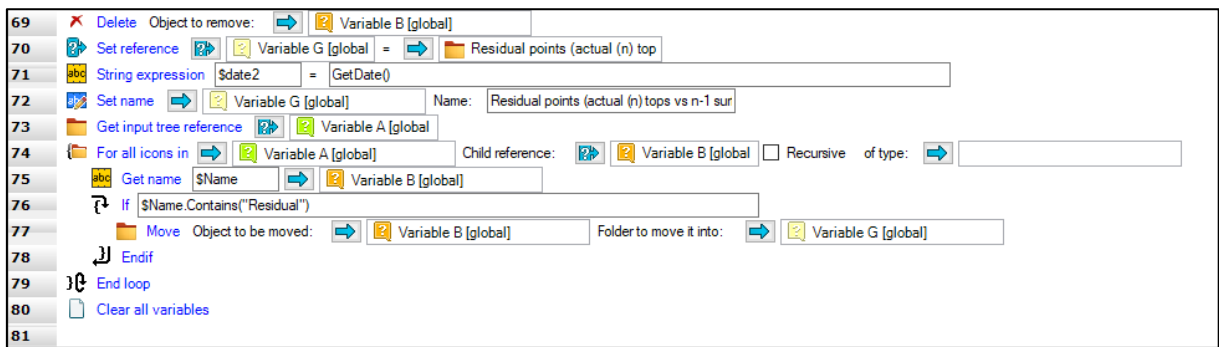 69 Delete Object to remove: Variable B [global]
70 Set reference Variable G [global = Residual points (actual (n) top
71 String expression $date2 = GetDate()
72 Set name Variable G [global] Name: Residual points (actual (n) tops vs n-1 sur
73 Get input tree reference Variable A [global
74 For all icons in Variable A [global] Child reference: Variable B [global Recursive of type:
75 abc Get name $Name Variable B [global]
76 If $Name.Contains("Residual")
77 Move Object to be moved: Variable B [global] Folder to move it into: Variable G [global]
78 Endif
79 End loop
80 Clear all variables
81